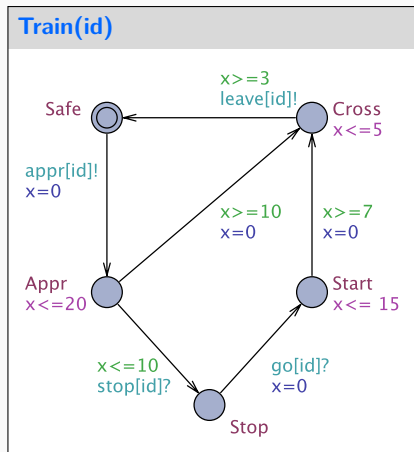 Train(id)
x>=3
leave[id]!
Safe
Cross
x<=5
appr[id]!
x=0
x>=10
x=0
x>=7
x=0
Appr
x<=20
Start
x<= 15
x<=10
stop[id]?
go[id]?
x=0
Stop